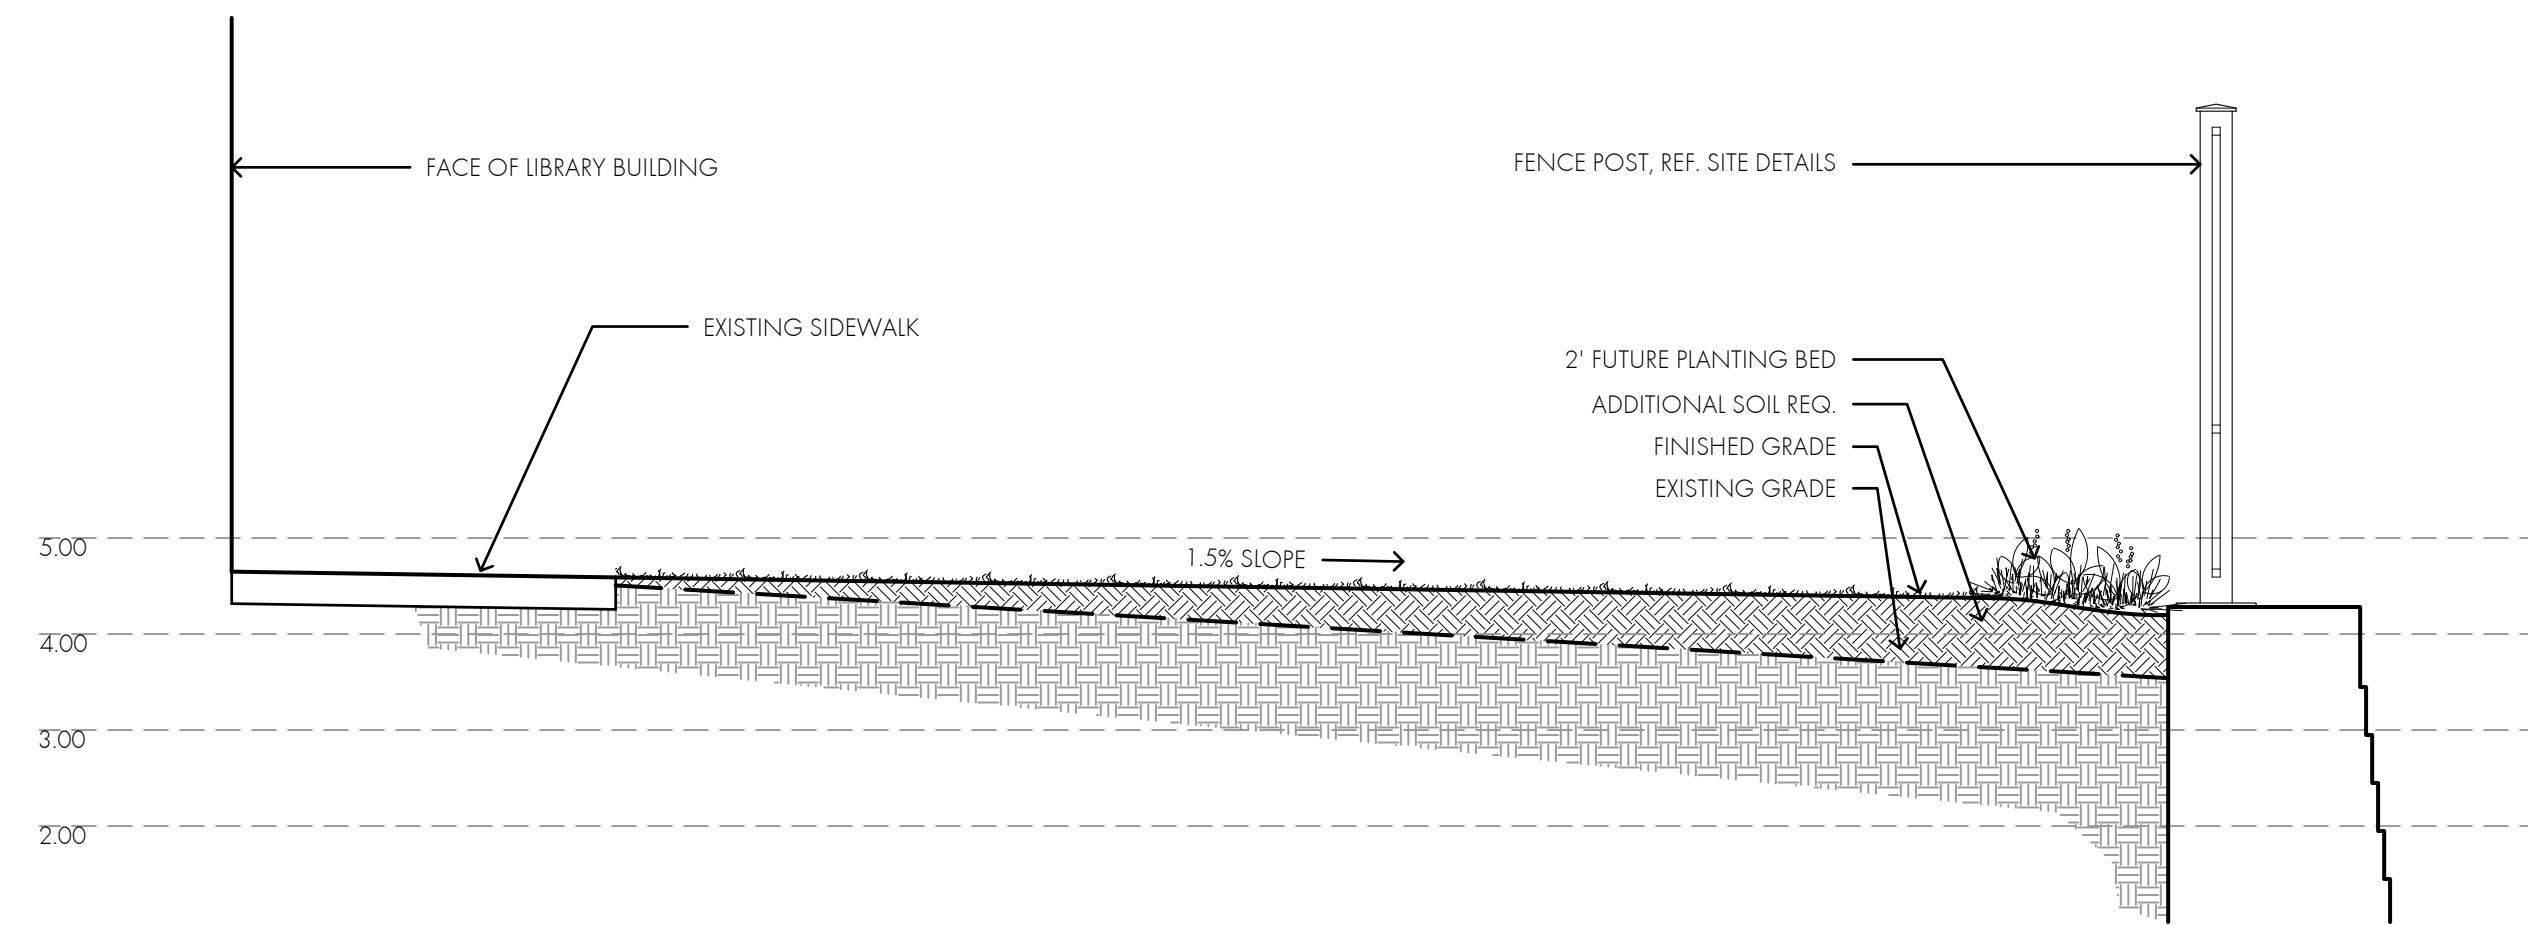 FACE OF LIBRARY BUILDING
FENCE POST, REF. SITE DETAILS
EXISTING SIDEWALK
2' FUTURE PLANTING BED
ADDITIONAL SOIL REQ.
FINISHED GRADE
EXISTING GRADE
5.00
1.5% SLOPE
4.00
3.00
2.00